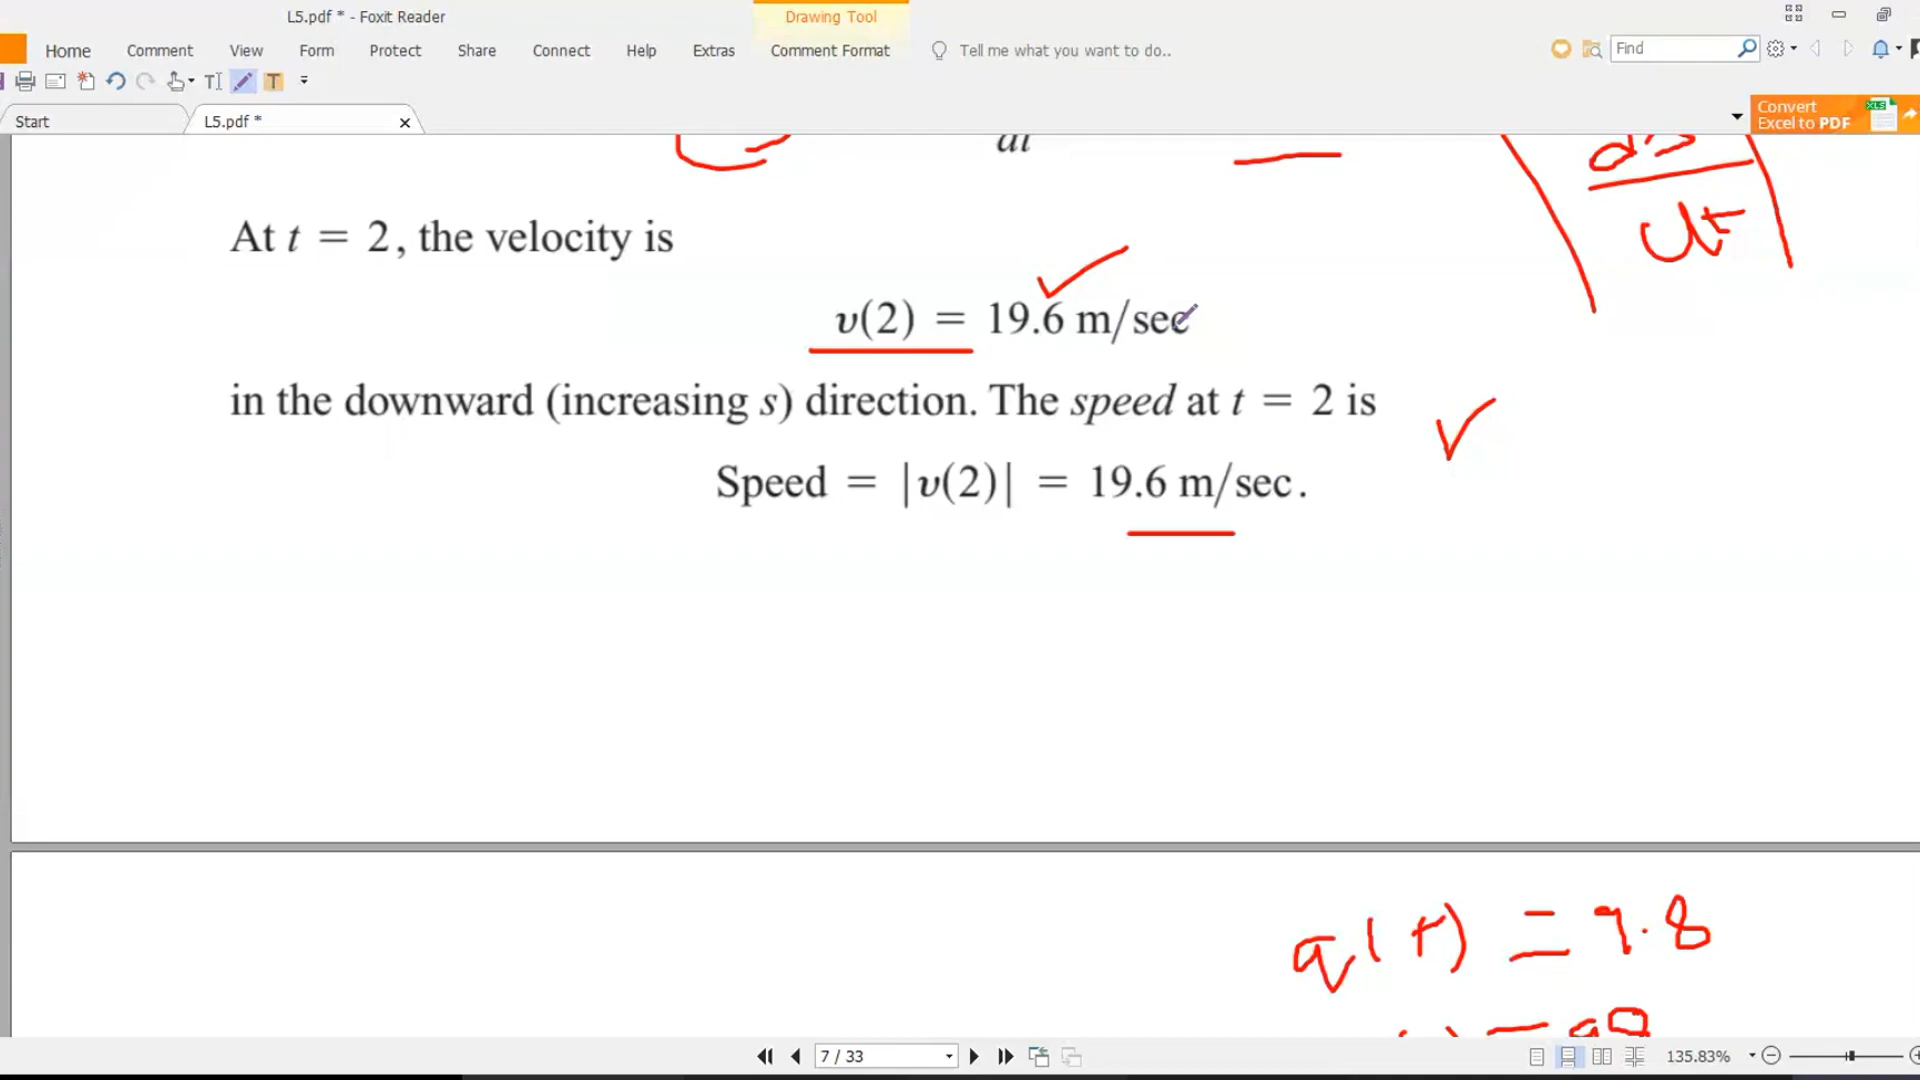 L5.pdf * - Foxit Reader
Drawing Tool
Home Comment View Form Protect Share Connect Help Extras Comment Format Tell me what you want to do.. Find
Start
L5.pdf *
Convert
Excel to PDF
XLS
ds
dt
At t = 2, the velocity is
v(2) = 19.6 m/sec
in the downward (increasing s) direction. The speed at t = 2 is
Speed = |v(2)| = 19.6 m/sec.
a(t) = 9.8
7 / 33
135.83%